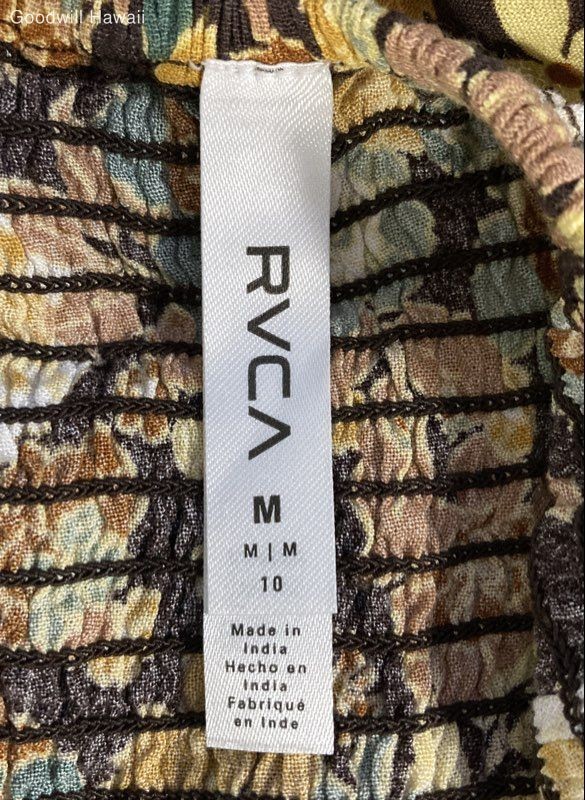 Goodwill Hawaii
RVCA
M
M | M
10
Made in
India
Hecho en
India
Fabriqué
en Inde